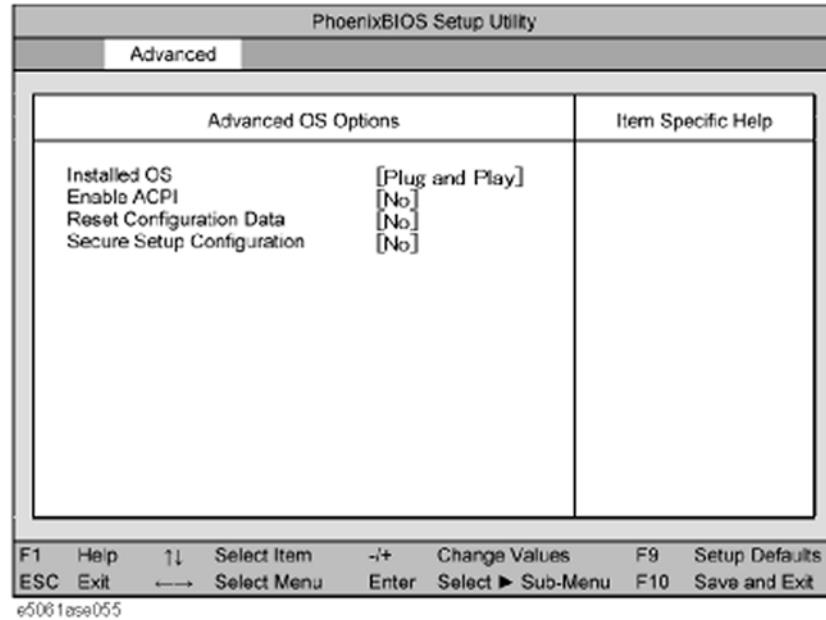 PhoenixBIOS Setup Utility
Advanced
Advanced OS Options
Item Specific Help
Installed OS [Plug and Play]
Enable ACPI [No]
Reset Configuration Data [No]
Secure Setup Configuration [No]
F1 Help ↑↓ Select Item -/+ Change Values F9 Setup Defaults
ESC Exit ←→ Select Menu Enter Select ► Sub-Menu F10 Save and Exit
e5061ase055